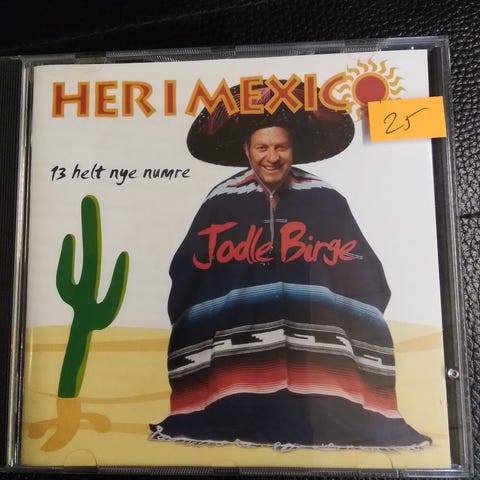 HER I MEXICO
25
13 helt nye numre
Jodle Birge